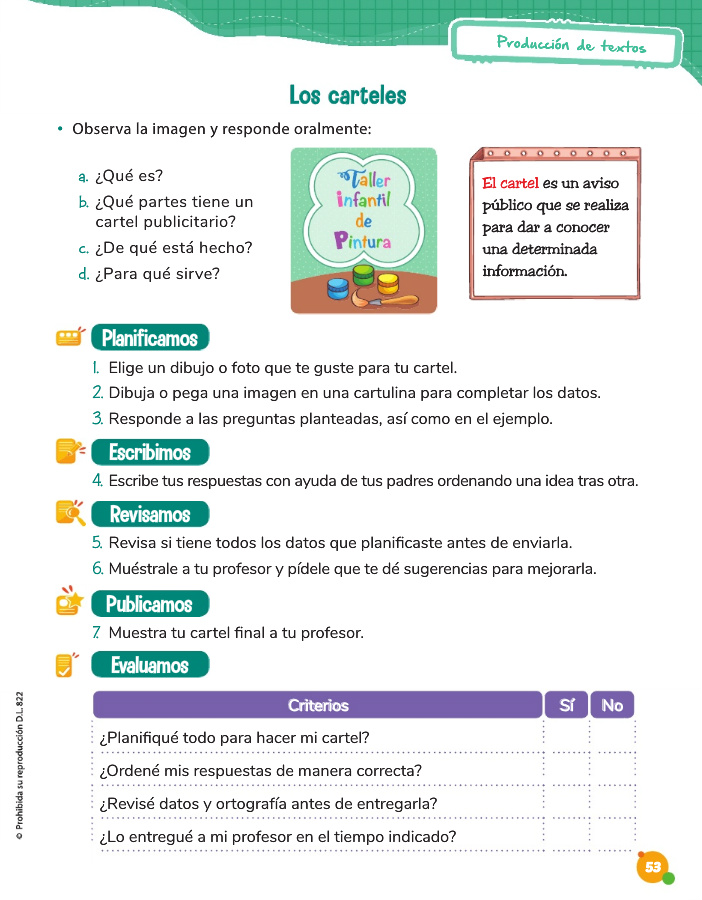 Producción de textos
Los carteles
• Observa la imagen y responde oralmente:
a. ¿Qué es?
b. ¿Qué partes tiene un
cartel publicitario?
c. ¿De qué está hecho?
d. ¿Para qué sirve?
Taller
infantil
de
Pintura
El cartel es un aviso
público que se realiza
para dar a conocer
una determinada
información.
Planificamos
1. Elige un dibujo o foto que te guste para tu cartel.
2. Dibuja o pega una imagen en una cartulina para completar los datos.
3. Responde a las preguntas planteadas, así como en el ejemplo.
Escribimos
4. Escribe tus respuestas con ayuda de tus padres ordenando una idea tras otra.
Revisamos
5. Revisa si tiene todos los datos que planificaste antes de enviarla.
6. Muéstrale a tu profesor y pídele que te dé sugerencias para mejorarla.
Publicamos
7. Muestra tu cartel final a tu profesor.
Evaluamos
Criterios Sí No
¿Planifiqué todo para hacer mi cartel?
¿Ordené mis respuestas de manera correcta?
¿Revisé datos y ortografía antes de entregarla?
¿Lo entregué a mi profesor en el tiempo indicado?
© Prohibida su reproducción D.L. 822
53